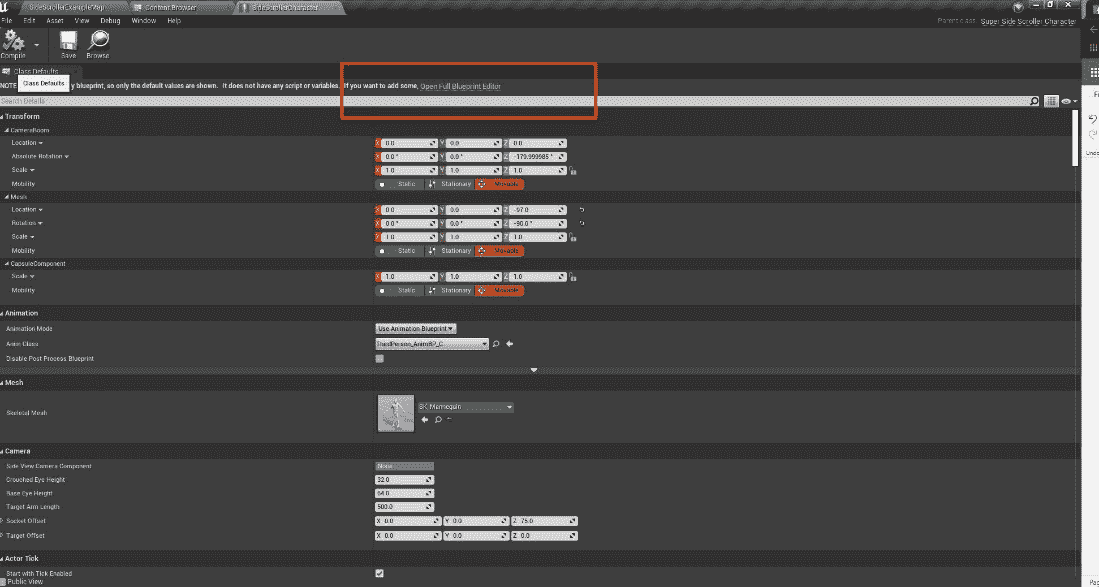 SideScrollerExampleMap Content Browser SideScrollerCharacter
File Edit Asset View Debug Window Help
Parent class: Super Side Scroller Character
Compile Save Browse
Class Defaults
Class Defaults
NOTE y blueprint, so only the default values are shown. It does not have any script or variables. If you want to add some, Open Full Blueprint Editor
Search Details
Transform
CameraBoom
Location X 0.0 Y 0.0 Z 0.0
Absolute Rotation X 0.0 ° Y 0.0 ° Z -179.999985 °
Scale X 1.0 Y 1.0 Z 1.0
Mobility Static Stationary Movable
Mesh
Location X 0.0 Y 0.0 Z -97.0
Rotation X 0.0 ° Y 0.0 ° Z -90.0 °
Scale X 1.0 Y 1.0 Z 1.0
Mobility Static Stationary Movable
CapsuleComponent
Scale X 1.0 Y 1.0 Z 1.0
Mobility Static Stationary Movable
Animation
Animation Mode Use Animation Blueprint
Anim Class ThirdPerson_AnimBP_C
Disable Post Process Blueprint
Mesh
Skeletal Mesh SK_Mannequin
Camera
Side View Camera Component None
Crouched Eye Height 32.0
Base Eye Height 64.0
Target Arm Length 500.0
Socket Offset X 0.0 Y 0.0 Z 75.0
Target Offset X 0.0 Y 0.0 Z 0.0
Actor Tick
Start with Tick Enabled
Public View
Undo